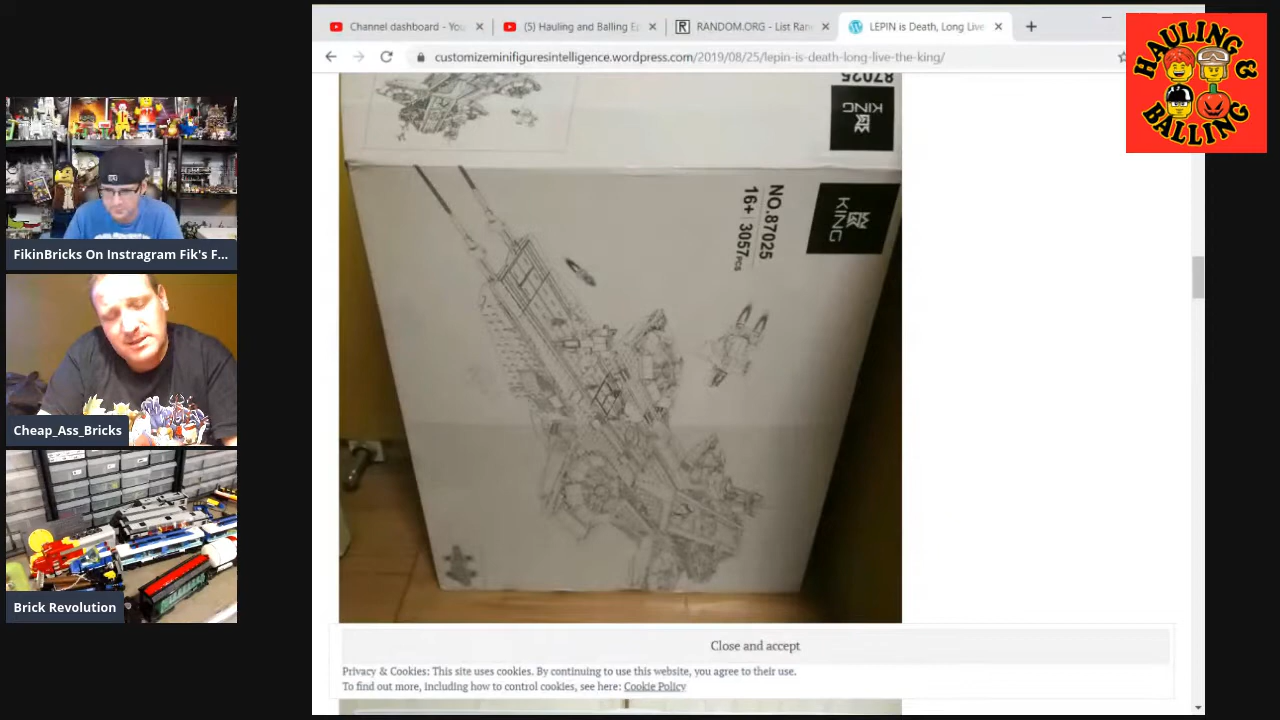 Channel dashboard - You
(5) Hauling and Balling Ep
RANDOM.ORG - List Ran
LEPIN is Death, Long Live
customizeminifiguresintelligence.wordpress.com/2019/08/25/lepin-is-death-long-live-the-king/
HAULING &
BALLING
87025
KING
NO.87025
16+ 3057PCS
KING
FikinBricks On Instragram Fik's F...
Cheap_Ass_Bricks
Brick Revolution
Close and accept
Privacy & Cookies: This site uses cookies. By continuing to use this website, you agree to their use.
To find out more, including how to control cookies, see here: Cookie Policy